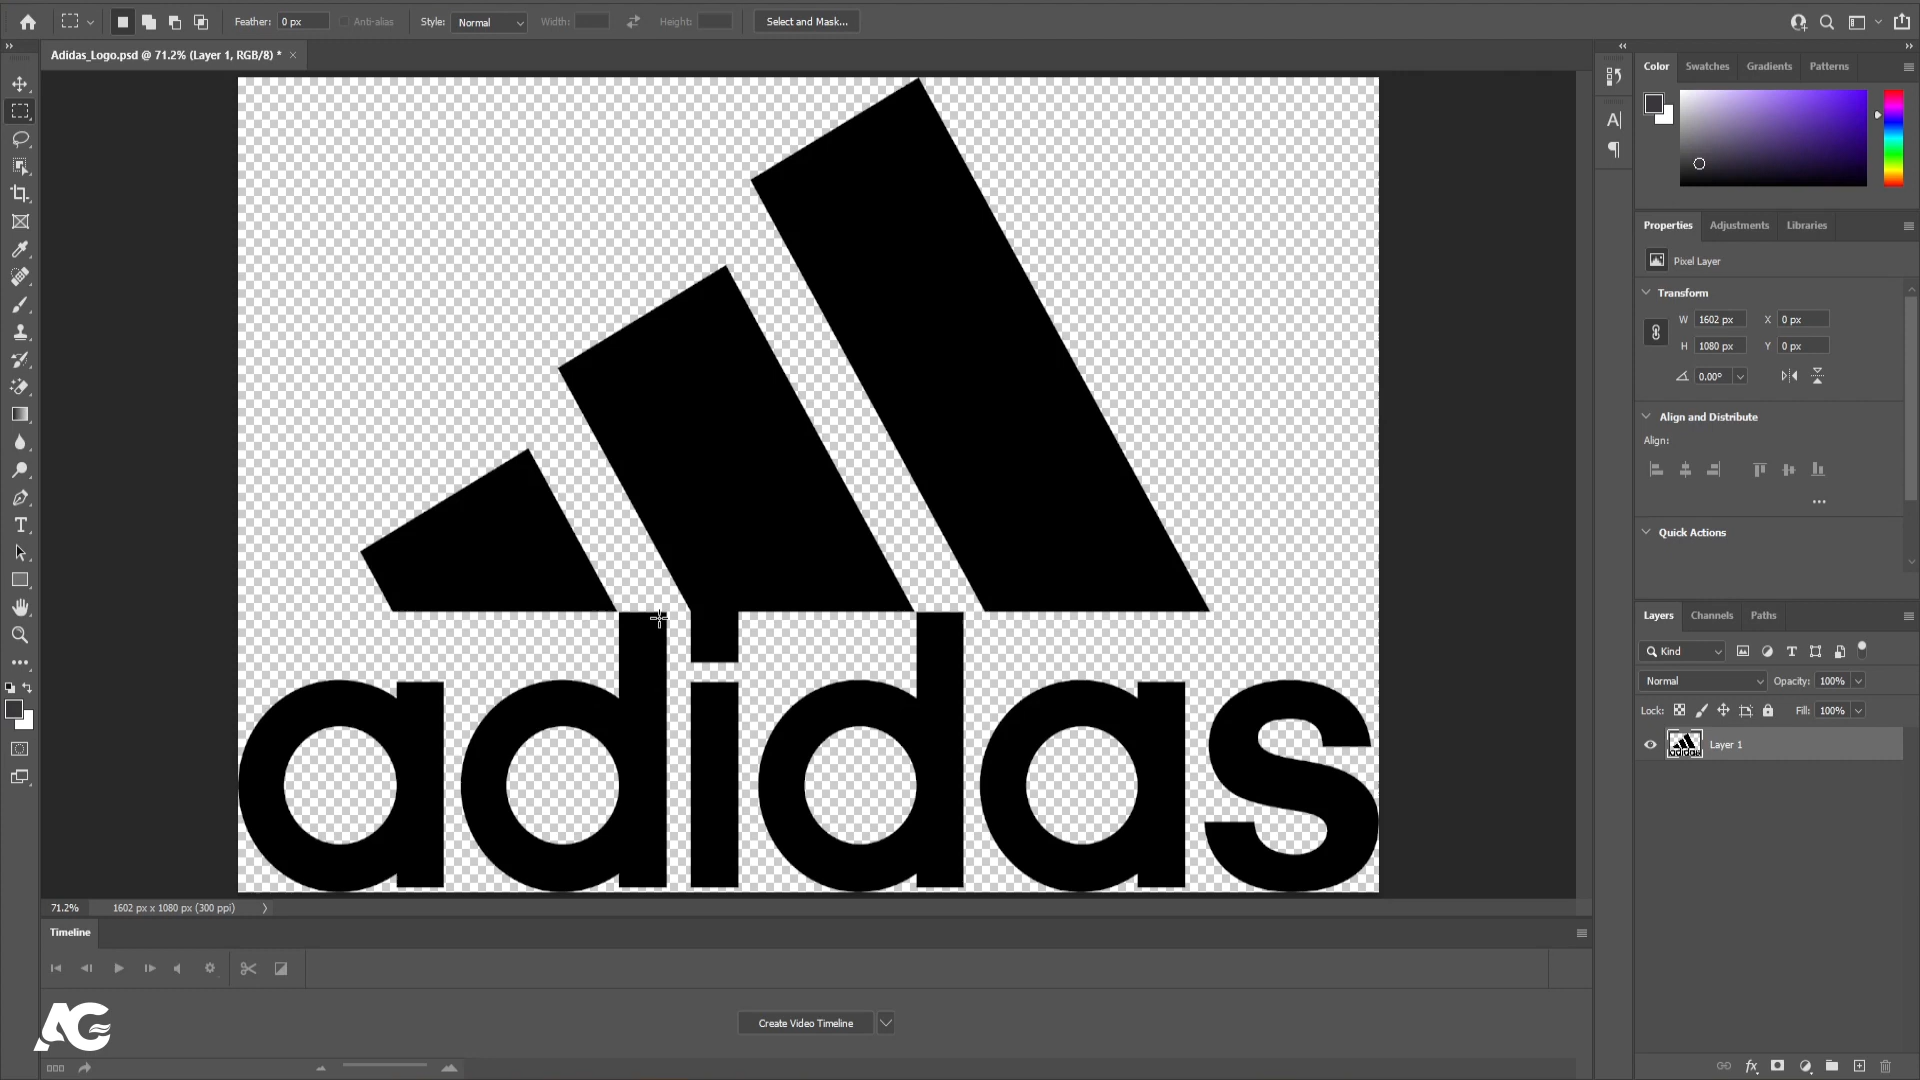 Feather: 0 px
Anti-alias
Style: Normal
Width:
Height:
Select and Mask...
Adidas_Logo.psd @ 71.2% (Layer 1, RGB/8) * ×
Color Swatches Gradients Patterns
Properties Adjustments Libraries
Pixel Layer
Transform
W 1602 px X 0 px
H 1080 px Y 0 px
0.00°
Align and Distribute
Align:
Quick Actions
Layers Channels Paths
Kind
Normal Opacity: 100%
Lock: Fill: 100%
Layer 1
adidas
71.2% 1602 px x 1080 px (300 ppi)
Timeline
Create Video Timeline
AG